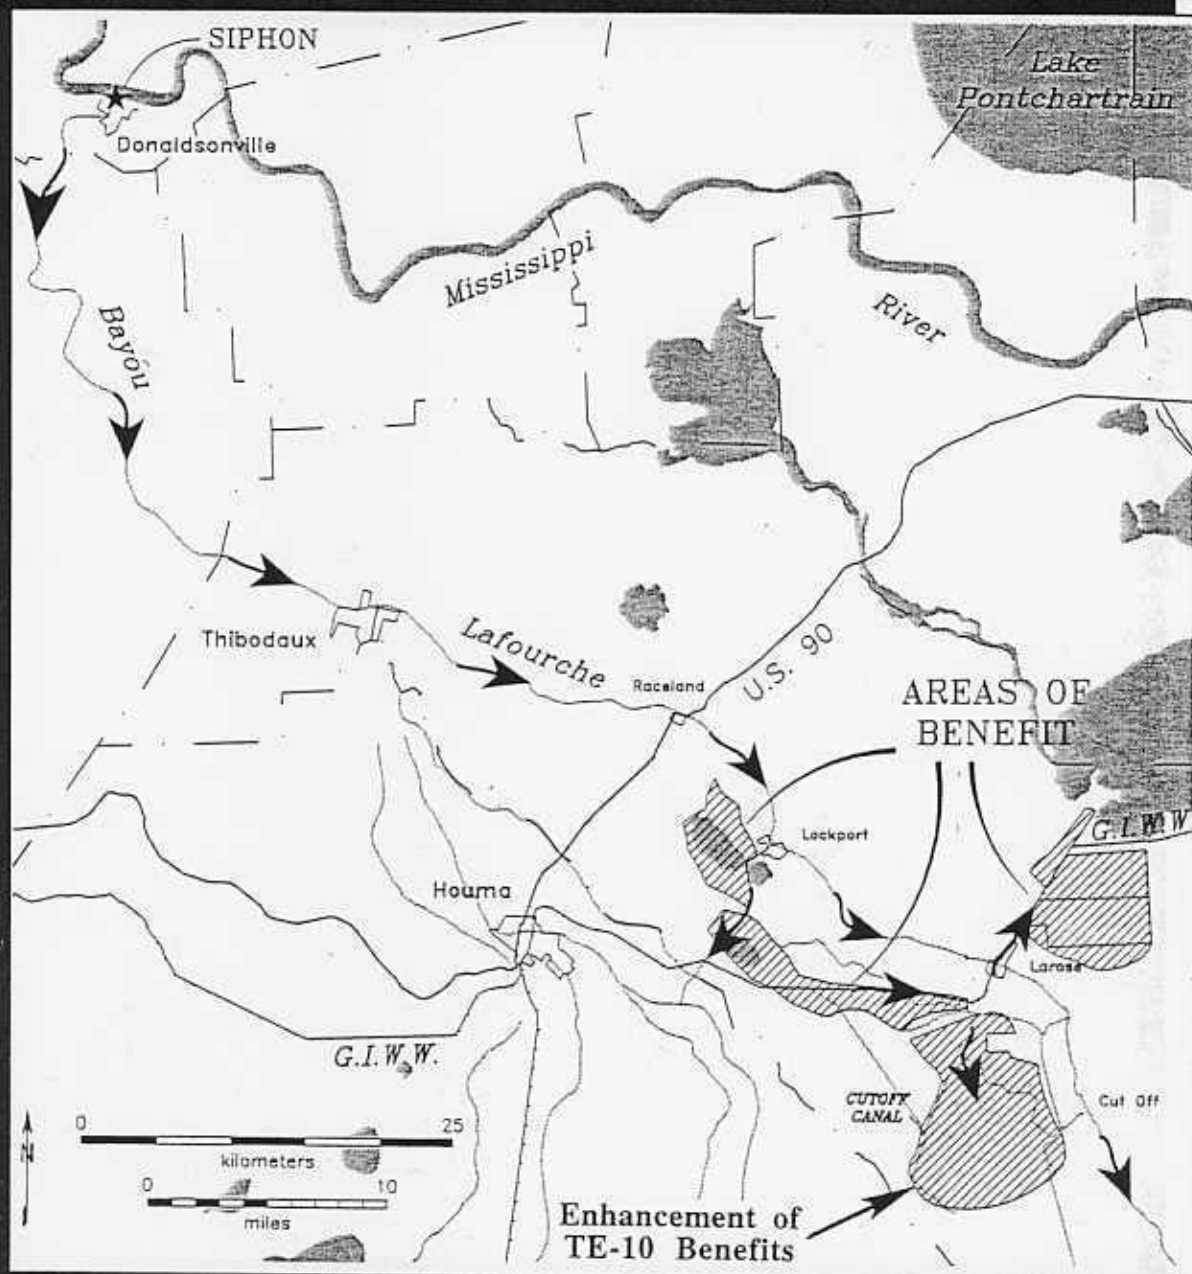 SIPHON
Lake
Pontchartrain
Donaldsonville
Mississippi
River
Bayou
Thibodaux
Lafourche
Raceland
U.S. 90
AREAS OF
BENEFIT
Lockport
G.I.W.W.
Houma
Larose
G.I.W.W.
CUTOFF
CANAL
Cut Off
0 25
kilometers
N
0 10
miles
Enhancement of
TE-10 Benefits